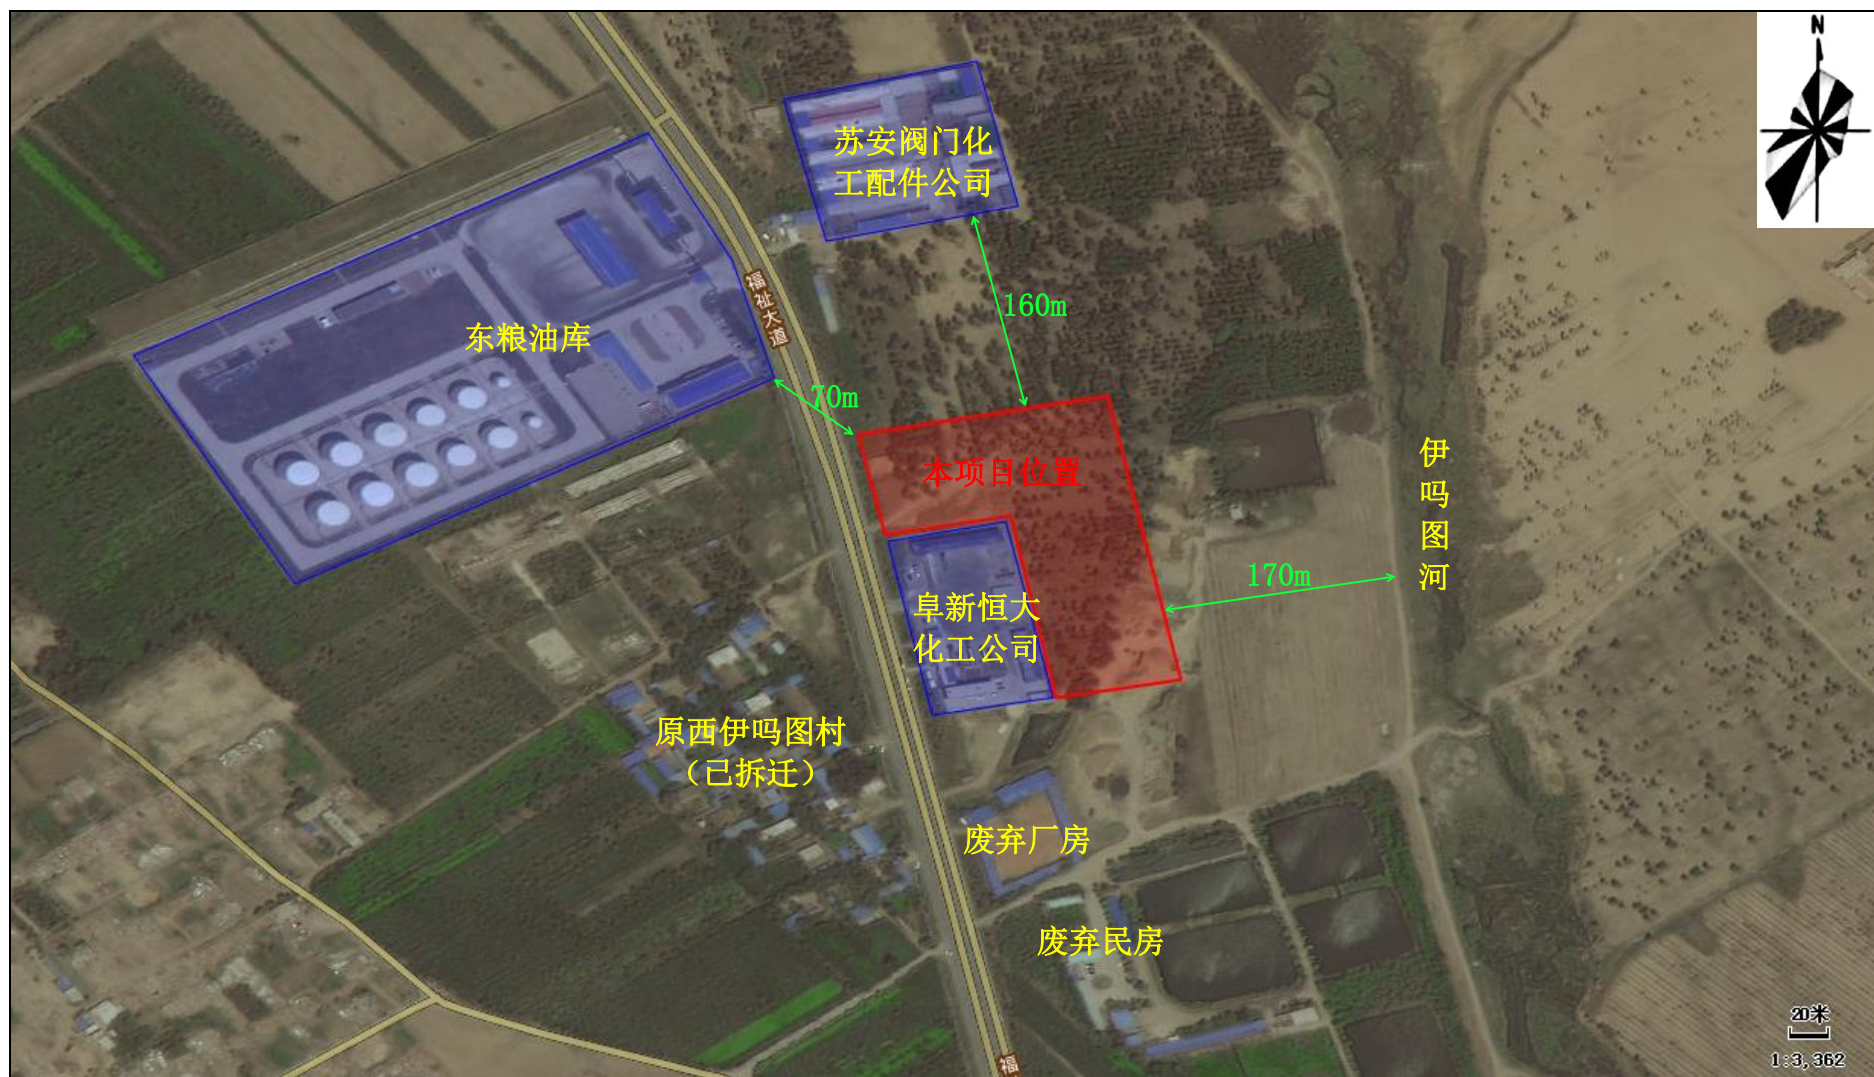 N
苏安阀门化
工配件公司
福祉大道
160m
东粮油库
70m
本项目位置
伊吗图河
170m
阜新恒大
化工公司
原西伊吗图村
（已拆迁）
废弃厂房
废弃民房
20米
福
1:3,362